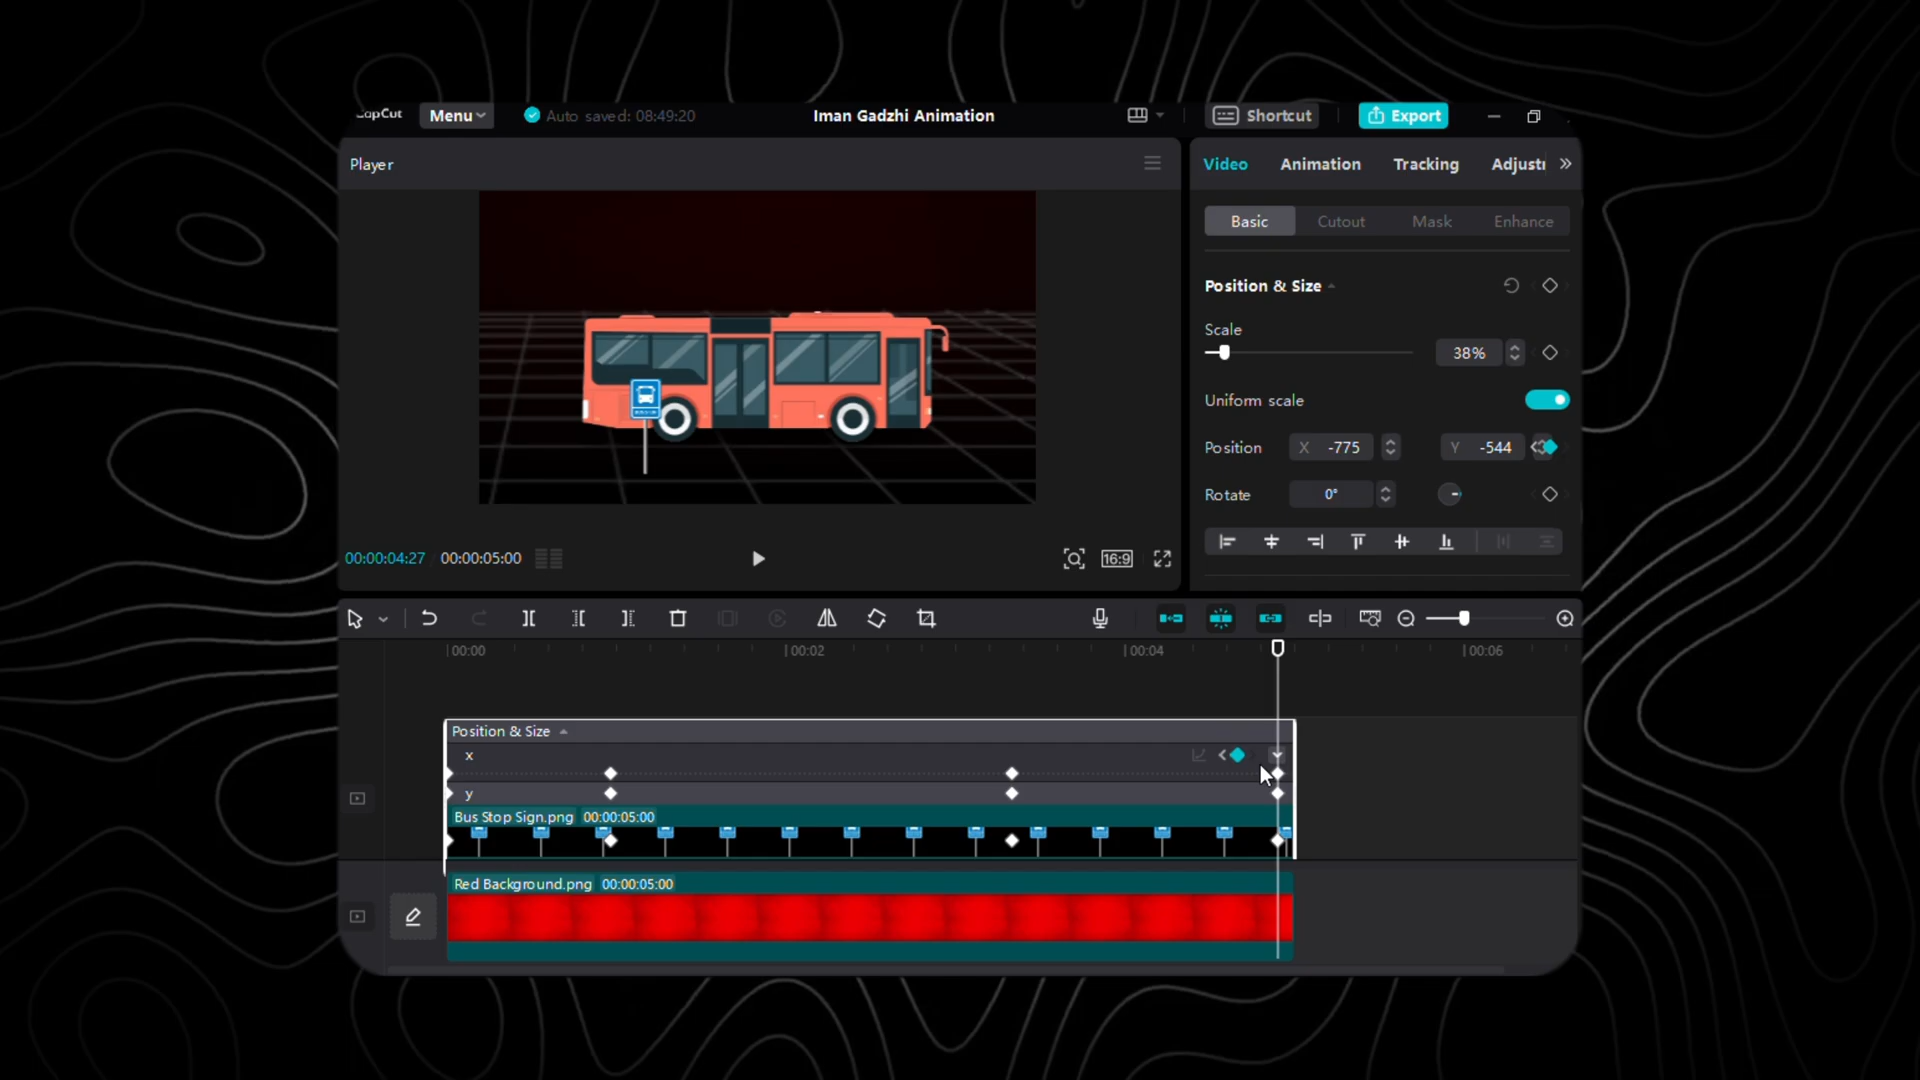 CapCut Menu Auto saved: 08:49:20 Iman Gadzhi Animation Shortcut Export
Player
Video Animation Tracking Adjust
Basic Cutout Mask Enhance
Position & Size
Scale
38%
Uniform scale
Position X -775 Y -544
Rotate 0°
00:00:04:27 00:00:05:00 16:9
00:00 00:02 00:04 00:06
Position & Size
x
y
Bus Stop Sign.png 00:00:05:00
Red Background.png 00:00:05:00